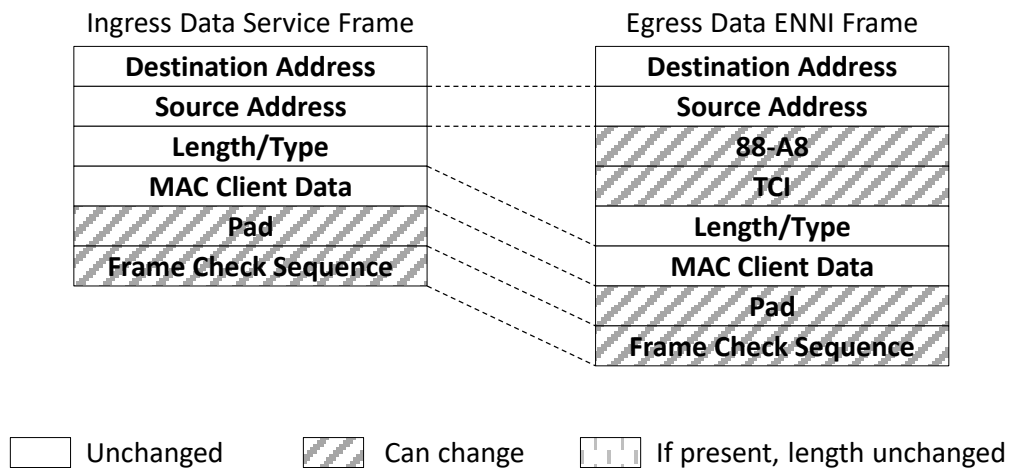 Ingress Data Service Frame
Destination Address
Source Address
Length/Type
MAC Client Data
Pad
Frame Check Sequence
Egress Data ENNI Frame
Destination Address
Source Address
88-A8
TCI
Length/Type
MAC Client Data
Pad
Frame Check Sequence
Unchanged
Can change
If present, length unchanged